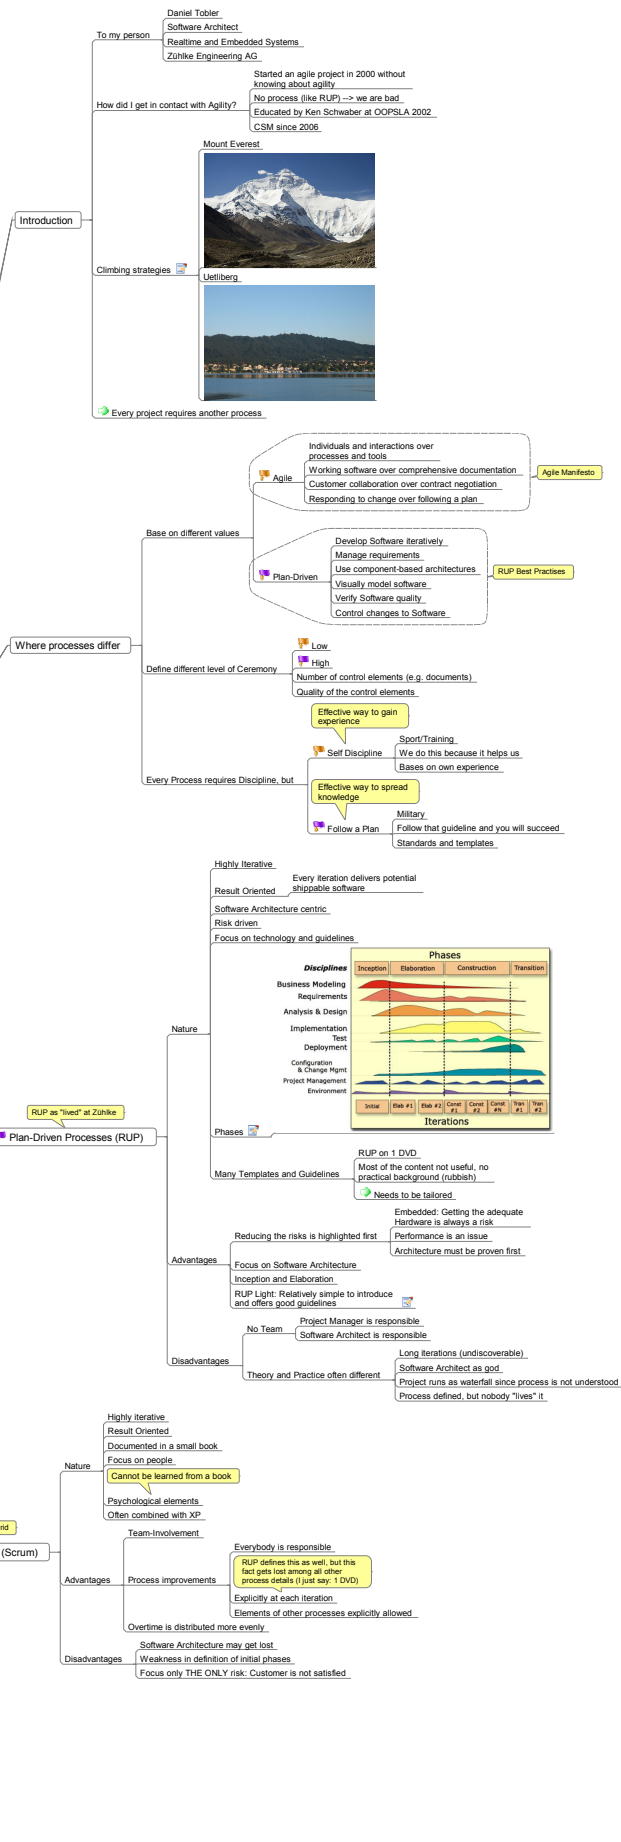 Introduction
To my person
Daniel Tobler
Software Architect
Realtime and Embedded Systems
Zühlke Engineering AG
How did I get in contact with Agility?
Started an agile project in 2000 without
knowing about agility
No process (like RUP) --> we are bad
Educated by Ken Schwaber at OOPSLA 2002
CSM since 2006
Climbing strategies
Mount Everest
Uetliberg
Every project requires another process
Where processes differ
Base on different values
Agile
Individuals and interactions over
processes and tools
Working software over comprehensive documentation
Customer collaboration over contract negotiation
Responding to change over following a plan
Agile Manifesto
Plan-Driven
Develop Software iteratively
Manage requirements
Use component-based architectures
Visually model software
Verify Software quality
Control changes to Software
RUP Best Practises
Define different level of Ceremony
Low
High
Number of control elements (e.g. documents)
Quality of the control elements
Every Process requires Discipline, but
Effective way to gain
experience
Self Discipline
Sport/Training
We do this because it helps us
Bases on own experience
Effective way to spread
knowledge
Follow a Plan
Military
Follow that guideline and you will succeed
Standards and templates
RUP as "lived" at Zühlke
Plan-Driven Processes (RUP)
Nature
Highly Iterative
Result Oriented
Every iteration delivers potential
shippable software
Software Architecture centric
Risk driven
Focus on technology and guidelines
Phases
Phases
Disciplines
Inception
Elaboration
Construction
Transition
Business Modeling
Requirements
Analysis & Design
Implementation
Test
Deployment
Configuration
& Change Mgmt
Project Management
Environment
Initial
Elab #1
Elab #2
Const
#1
Const
#2
Const
#N
Tran
#1
Tran
#2
Iterations
Many Templates and Guidelines
RUP on 1 DVD
Most of the content not useful, no
practical background (rubbish)
Needs to be tailored
Advantages
Reducing the risks is highlighted first
Embedded: Getting the adequate
Hardware is always a risk
Performance is an issue
Architecture must be proven first
Focus on Software Architecture
Inception and Elaboration
RUP Light: Relatively simple to introduce
and offers good guidelines
Disadvantages
No Team
Project Manager is responsible
Software Architect is responsible
Theory and Practice often different
Long iterations (undiscoverable)
Software Architect as god
Project runs as waterfall since process is not understood
Process defined, but nobody "lives" it
rid
(Scrum)
Nature
Highly iterative
Result Oriented
Documented in a small book
Focus on people
Cannot be learned from a book
Psychological elements
Often combined with XP
Advantages
Team-Involvement
Process improvements
Everybody is responsible
RUP defines this as well, but this
fact gets lost among all other
process details (I just say: 1 DVD)
Explicitly at each iteration
Elements of other processes explicitly allowed
Overtime is distributed more evenly
Disadvantages
Software Architecture may get lost
Weakness in definition of initial phases
Focus only THE ONLY risk: Customer is not satisfied